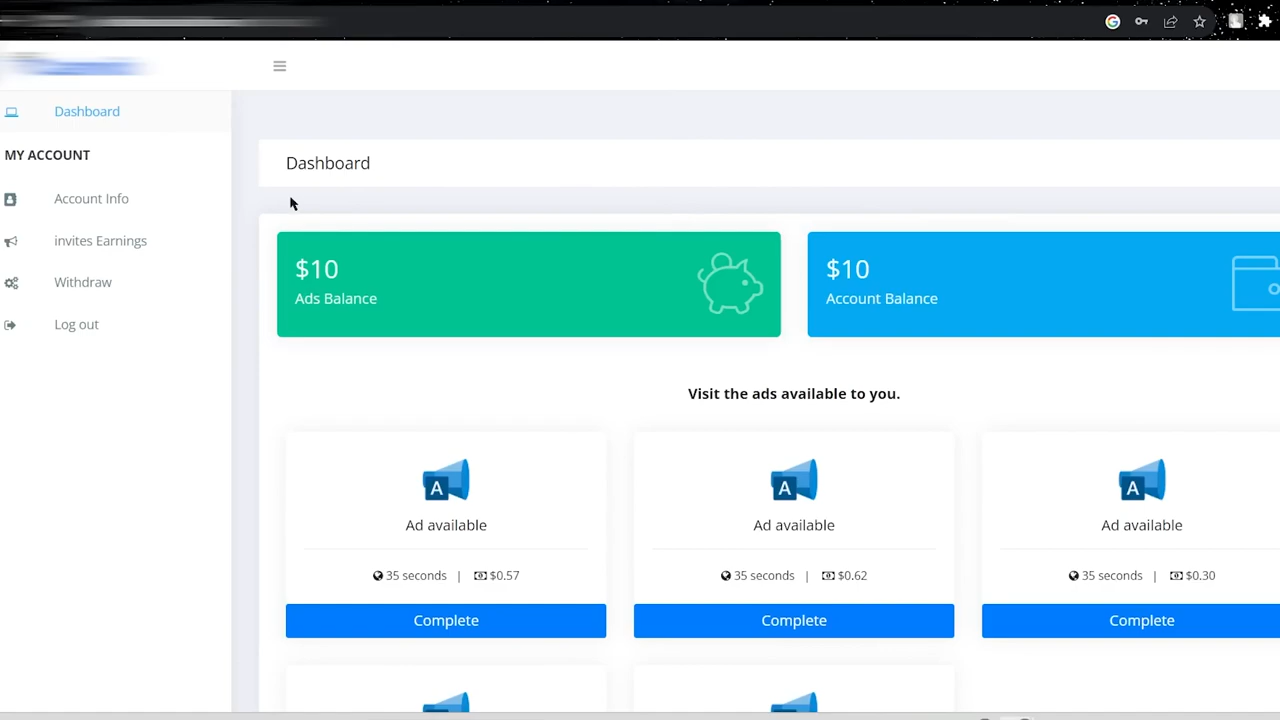 Dashboard
MY ACCOUNT
Account Info
invites Earnings
Withdraw
Log out
Dashboard
$10
Ads Balance
$10
Account Balance
Visit the ads available to you.
A
Ad available
35 seconds | $0.57
Complete
A
Ad available
35 seconds | $0.62
Complete
A
Ad available
35 seconds | $0.30
Complete